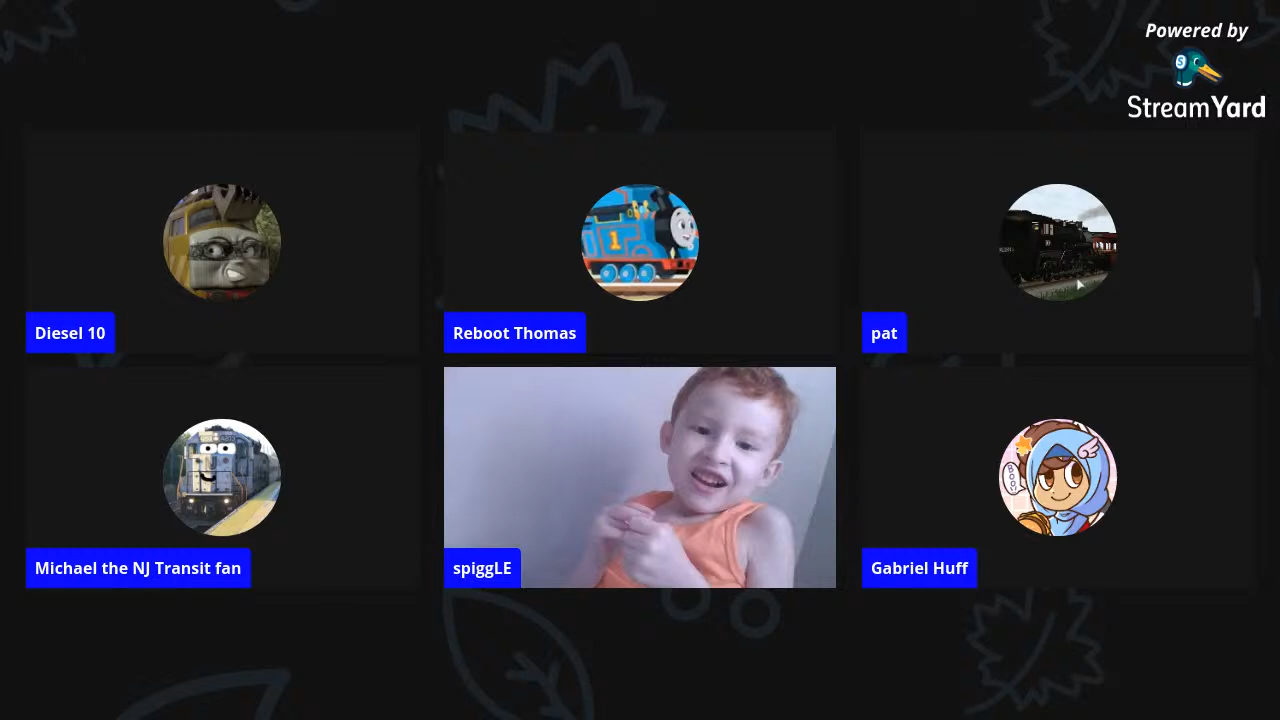 Powered by
StreamYard
Diesel 10
Reboot Thomas
pat
Michael the NJ Transit fan
spiggLE
Gabriel Huff